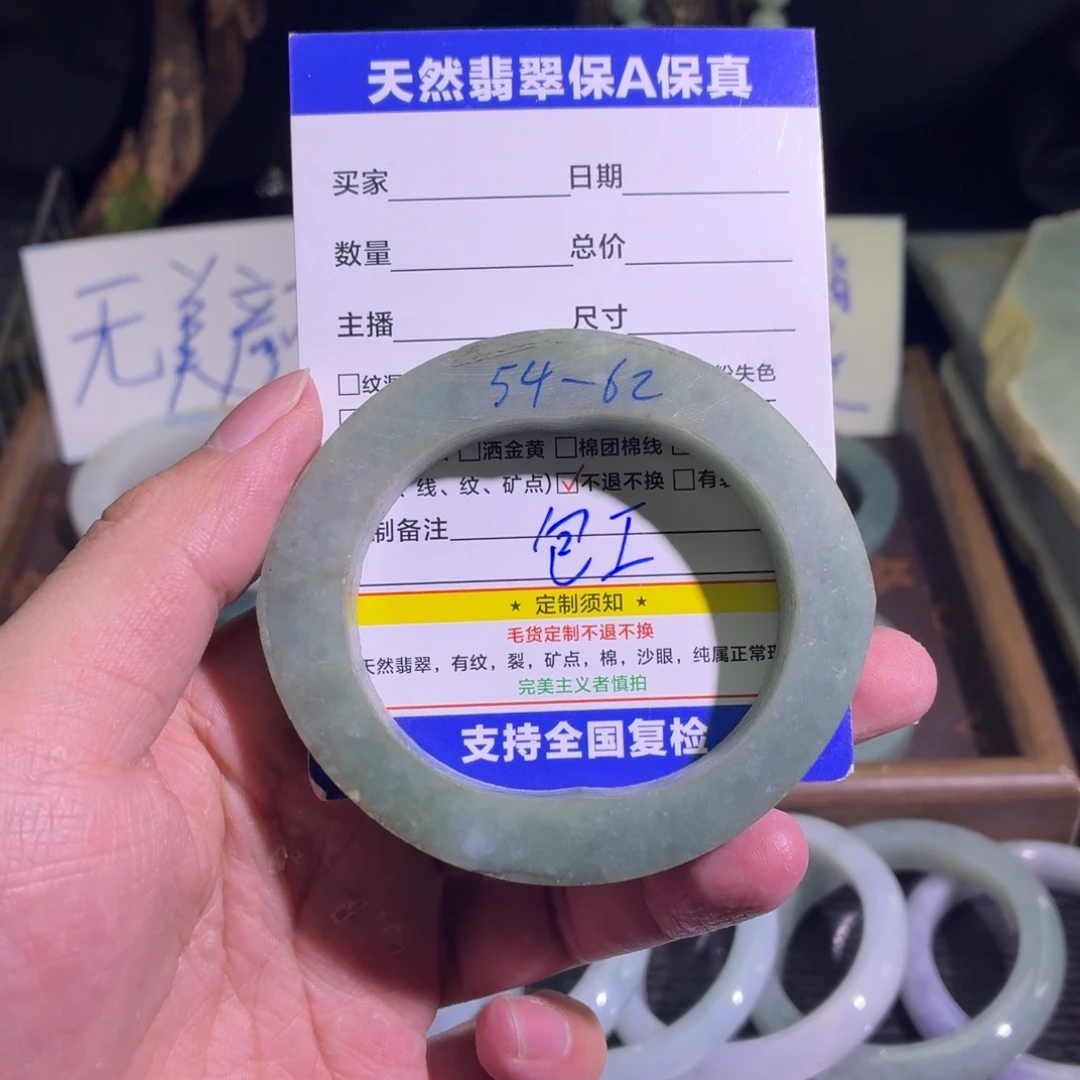 天然翡翠保A保真
买家 日期
数量 总价
主播 尺寸
无美颜
□纹 失色
54-62
□洒金黄 □棉团棉线
、线、纹、矿点) ☑不退不换 □有
制备注
包工
★ 定制须知 ★
毛货定制不退不换
天然翡翠，有纹，裂，矿点，棉，沙眼，纯属正常
完美主义者慎拍
支持全国复检